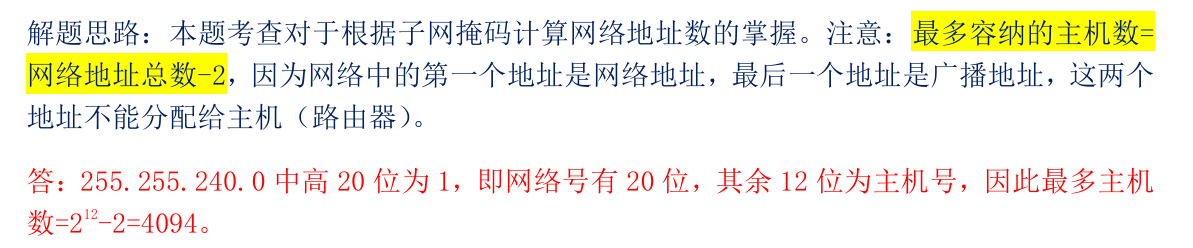 解题思路：本题考查对于根据子网掩码计算网络地址数的掌握。注意：最多容纳的主机数=
网络地址总数-2，因为网络中的第一个地址是网络地址，最后一个地址是广播地址，这两个
地址不能分配给主机（路由器）。
答：255.255.240.0 中高 20 位为 1，即网络号有 20 位，其余 12 位为主机号，因此最多主机
数=2¹²-2=4094。